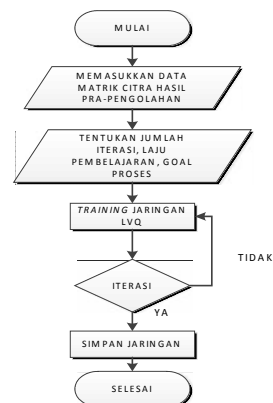 MULAI
MEMASUKKAN DATA
MATRIK CITRA HASIL
PRA-PENGOLAHAN
TENTUKAN JUMLAH
ITERASI, LAJU
PEMBELAJARAN, GOAL
PROSES
TRAINING JARINGAN
LVQ
TIDAK
ITERASI
YA
SIMPAN JARINGAN
SELESAI